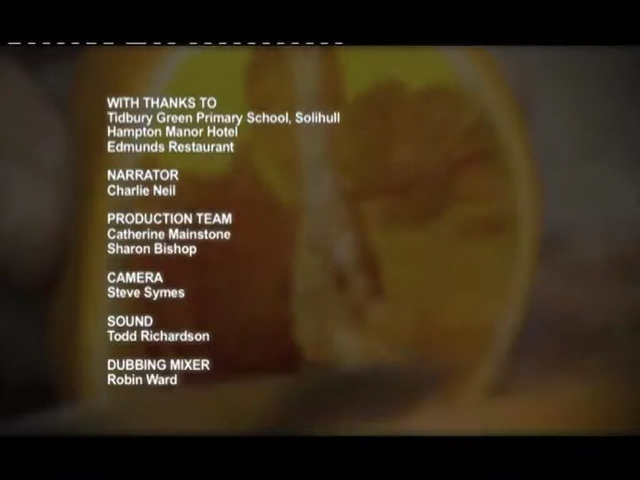 WITH THANKS TO
Tidbury Green Primary School, Solihull
Hampton Manor Hotel
Edmunds Restaurant
NARRATOR
Charlie Neil
PRODUCTION TEAM
Catherine Mainstone
Sharon Bishop
CAMERA
Steve Symes
SOUND
Todd Richardson
DUBBING MIXER
Robin Ward